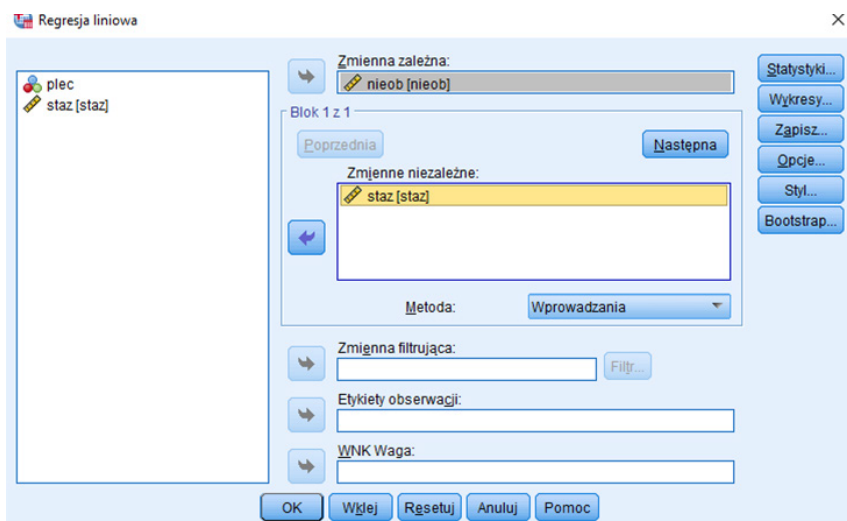 Regresja liniowa
plec
staz [staz]
Zmienna zależna:
nieob [nieob]
Blok 1 z 1
Poprzednia
Następna
Zmienne niezależne:
staz [staz]
Metoda:
Wprowadzania
Zmienna filtrująca:
Filtr...
Etykiety obserwacji:
WNK Waga:
Statystyki...
Wykresy...
Zapisz...
Opcje...
Styl...
Bootstrap...
OK
Wklej
Resetuj
Anuluj
Pomoc